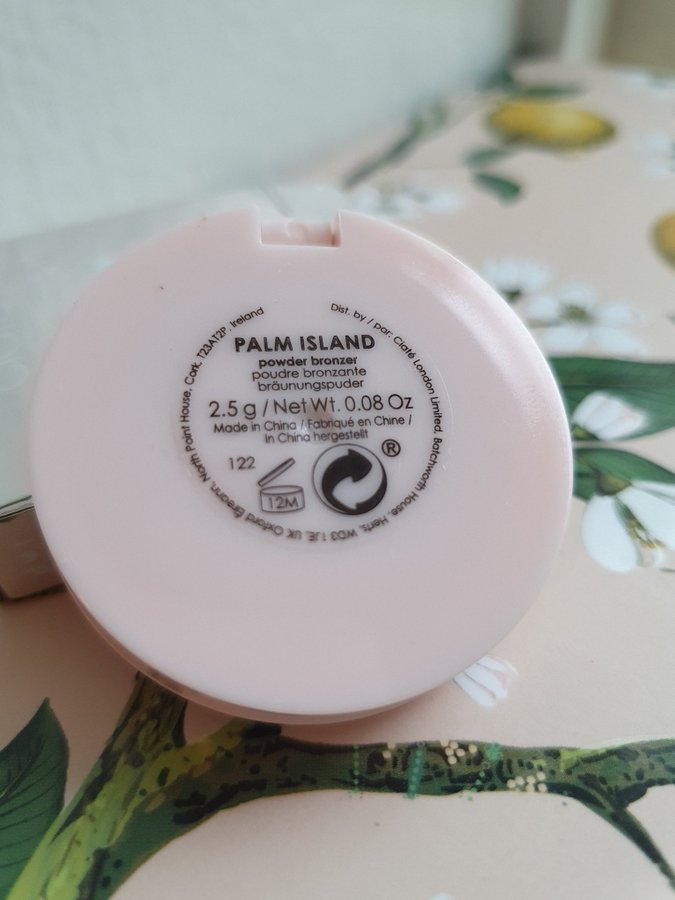 Dist. by / par: Ciaté London Limited, Batchworth House, Herts, WD3 1JE UK Oxford Éireann, North Point House, Cork, T23AT2P, Ireland
PALM ISLAND
powder bronzer
poudre bronzante
bräunungspuder
2.5 g / Net Wt. 0.08 Oz
Made in China / Fabriqué en Chine /
In China hergestellt
®
122
12M